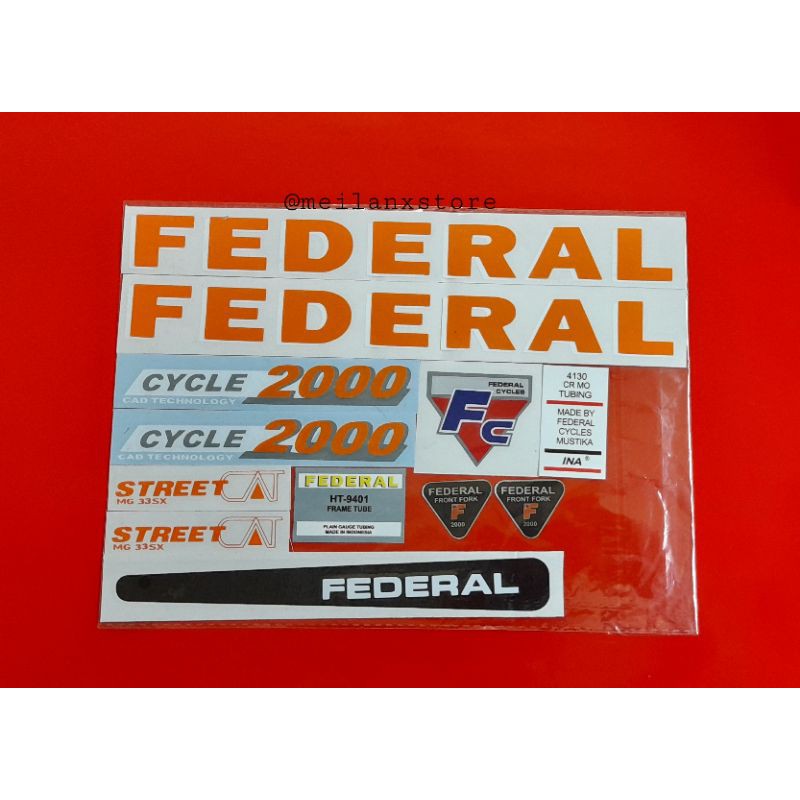 @meilanxstore
FEDERAL
FEDERAL
CYCLE 2000
CAD TECHNOLOGY
CYCLE 2000
CAD TECHNOLOGY
FEDERAL
CYCLES
FC
4130
CR MO
TUBING
MADE BY
FEDERAL
CYCLES
MUSTIKA
INA®
STREET CAT
MG 33SX
STREET CAT
MG 33SX
FEDERAL
HT-9401
FRAME TUBE
PLAIN GAUGE TUBING
MADE IN INDONESIA
FEDERAL
FRONT FORK
F
2000
FEDERAL
FRONT FORK
F
2000
FEDERAL